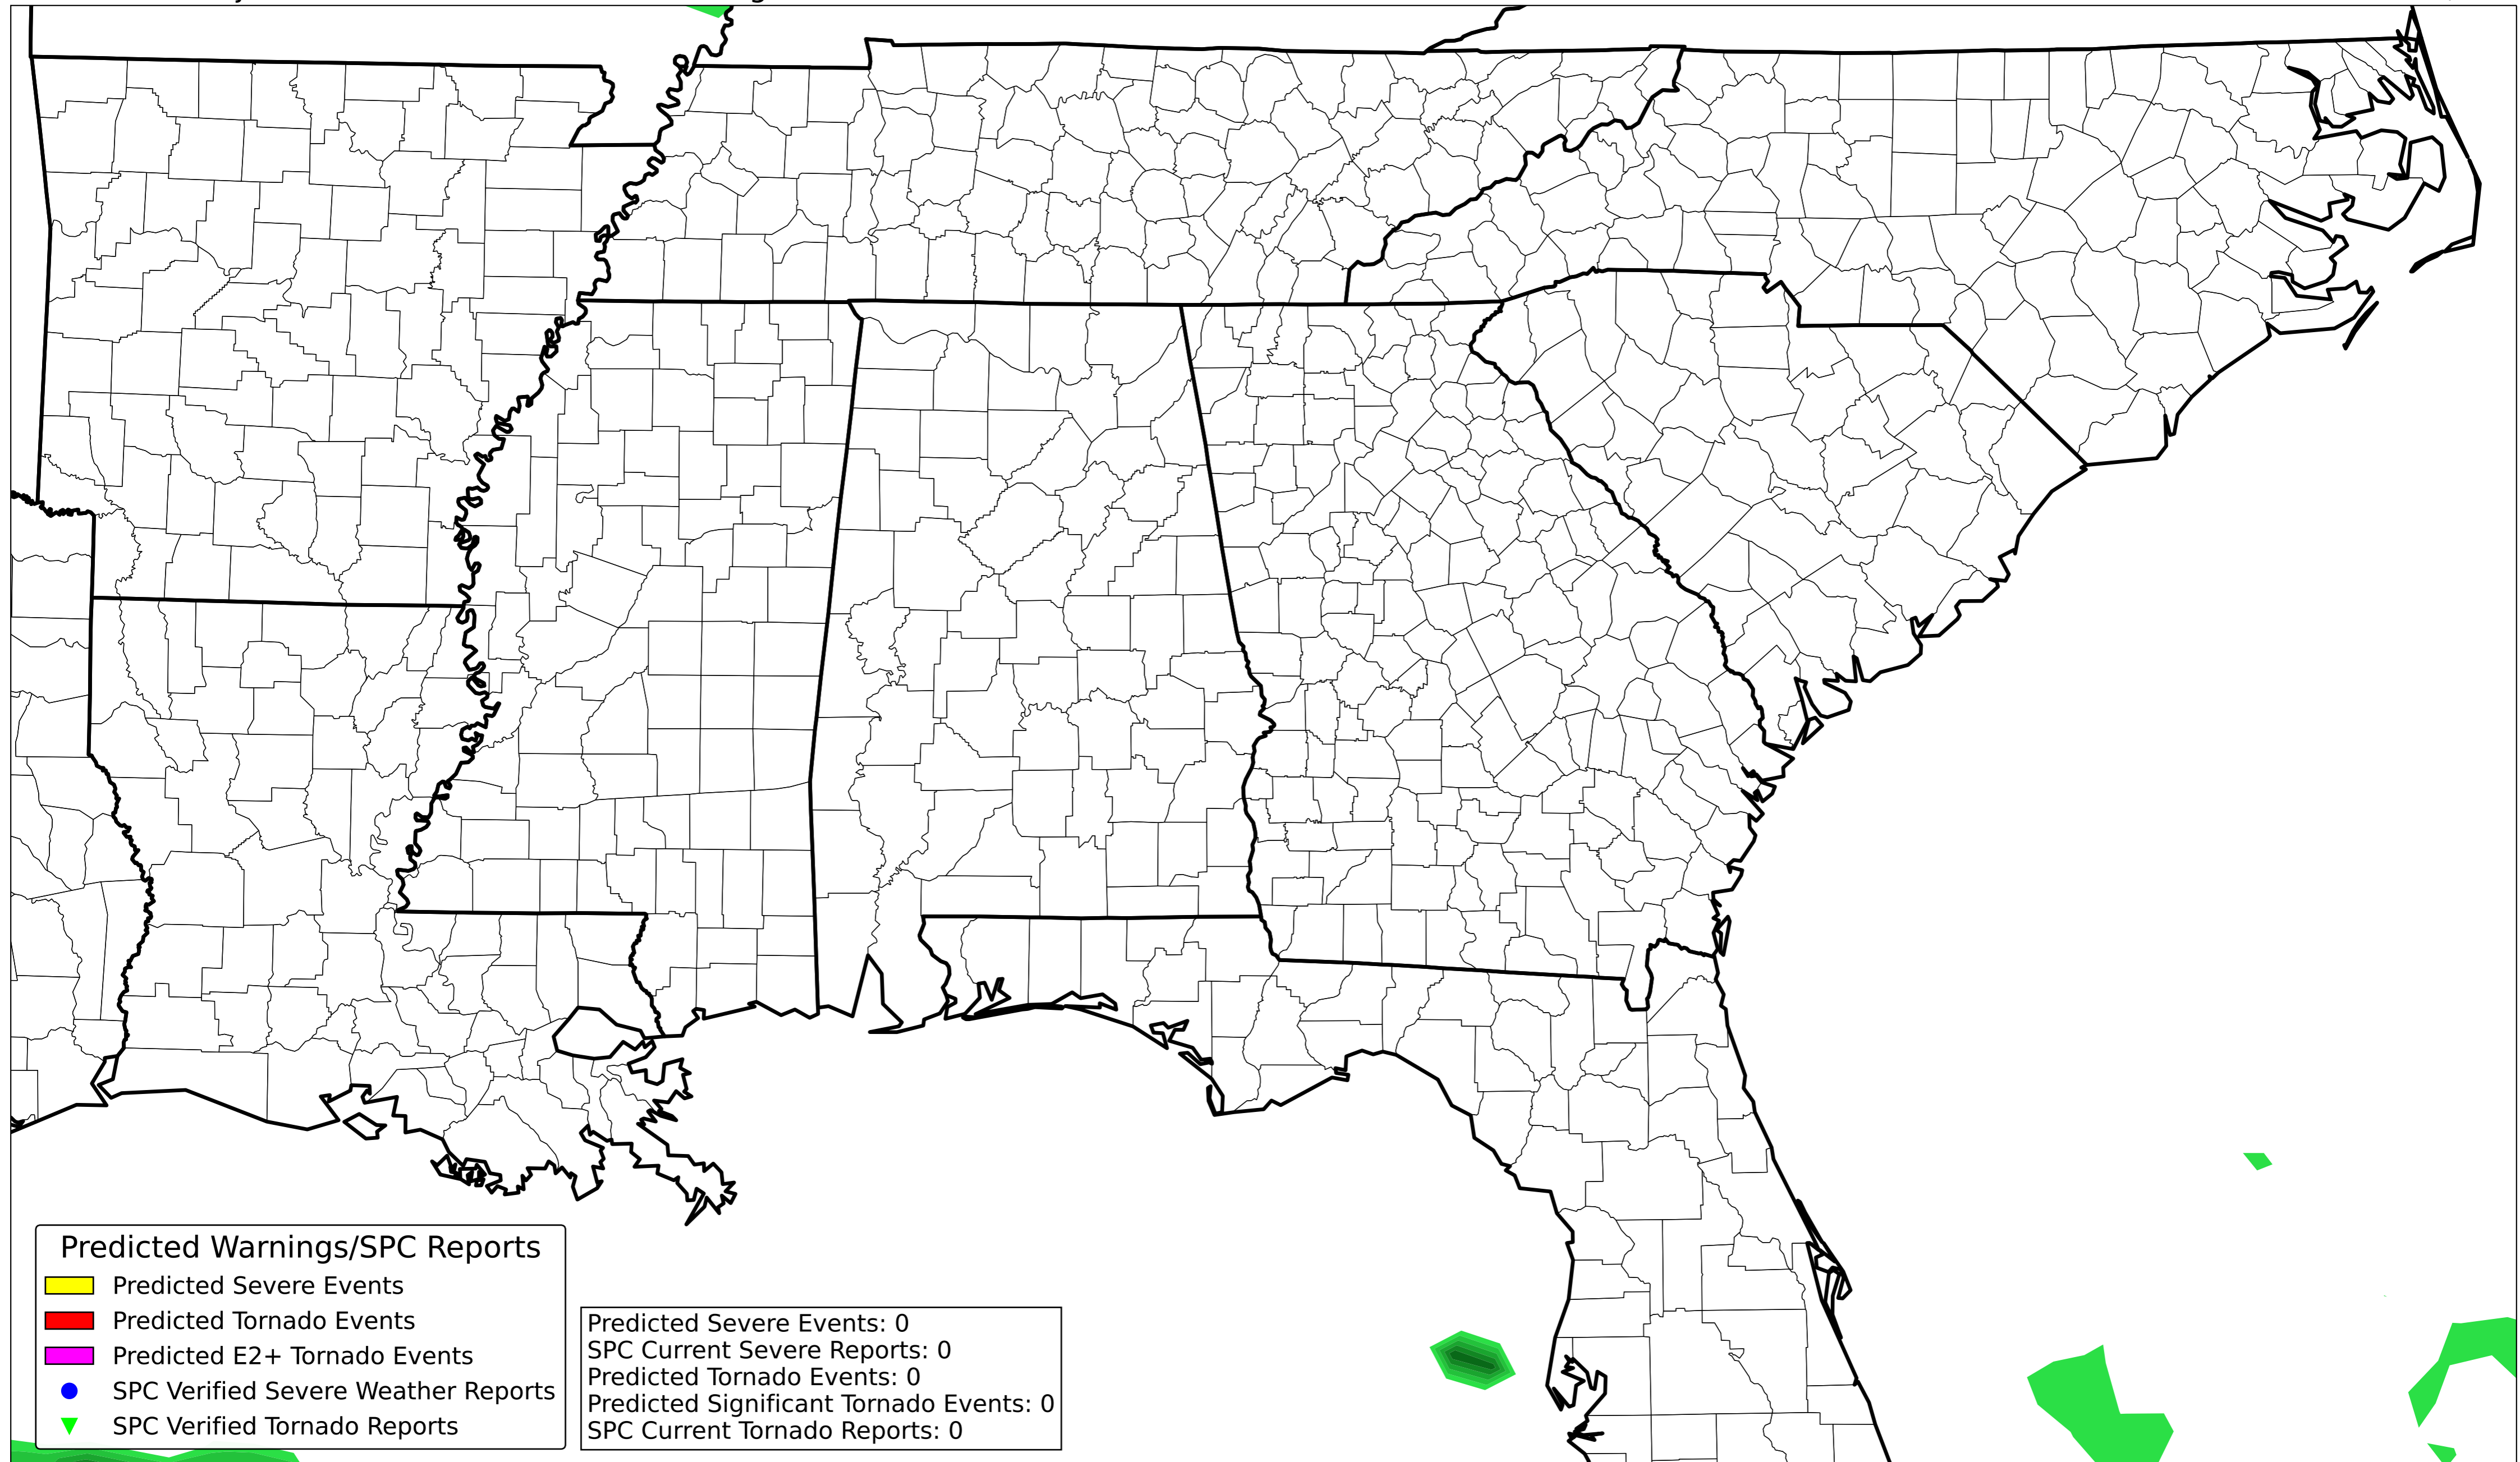 Predicted Warnings/SPC Reports
Predicted Severe Events
Predicted Tornado Events
Predicted E2+ Tornado Events
SPC Verified Severe Weather Reports
SPC Verified Tornado Reports
Predicted Severe Events: 0
SPC Current Severe Reports: 0
Predicted Tornado Events: 0
Predicted Significant Tornado Events: 0
SPC Current Tornado Reports: 0